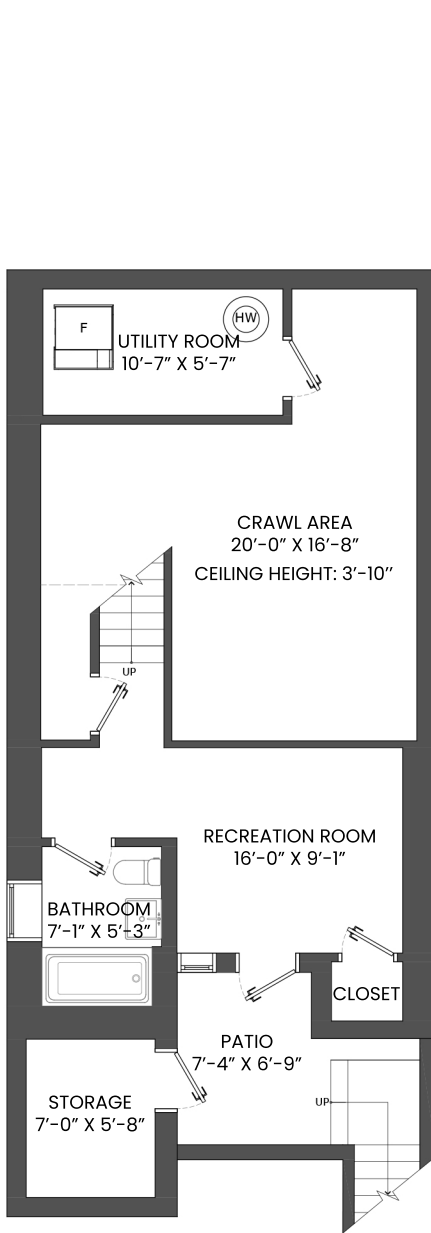 F
HW
UTILITY ROOM
10’-7” X 5’-7”
CRAWL AREA
20’-0” X 16’-8”
CEILING HEIGHT: 3’-10’’
UP
RECREATION ROOM
16’-0” X 9’-1”
BATHROOM
7’-1” X 5’-3”
CLOSET
PATIO
7’-4” X 6’-9”
STORAGE
7’-0” X 5’-8”
UP